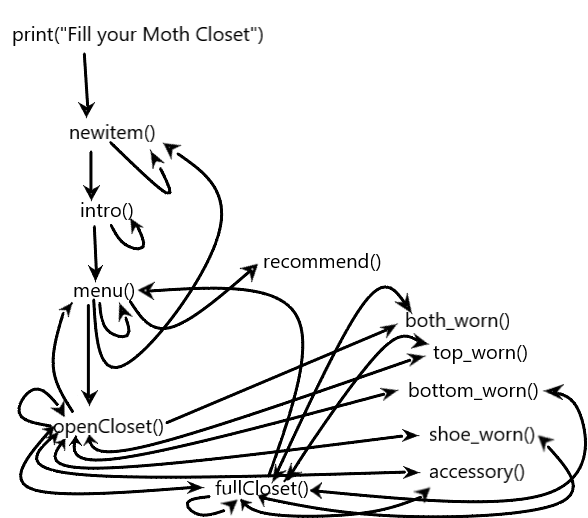 print("Fill your Moth Closet")
newitem()
intro()
recommend()
menu()
both_worn()
top_worn()
bottom_worn()
openCloset()
shoe_worn()
accessory()
fullCloset()